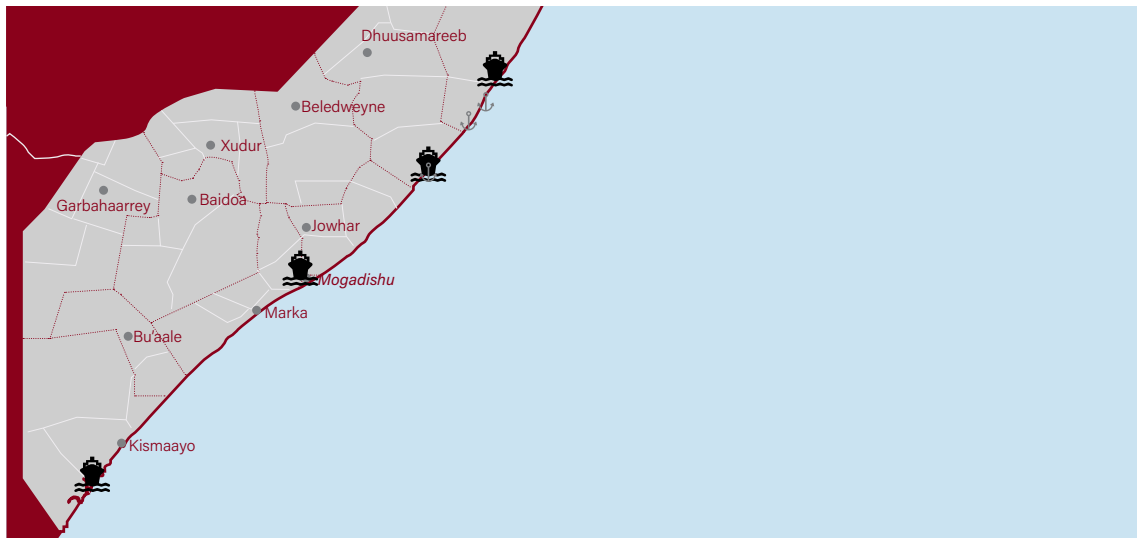 Dhuusamareeb
Beledweyne
Xudur
Baidoa
Garbahaarrey
Jowhar
Mogadishu
Marka
Bu'aale
Kismaayo